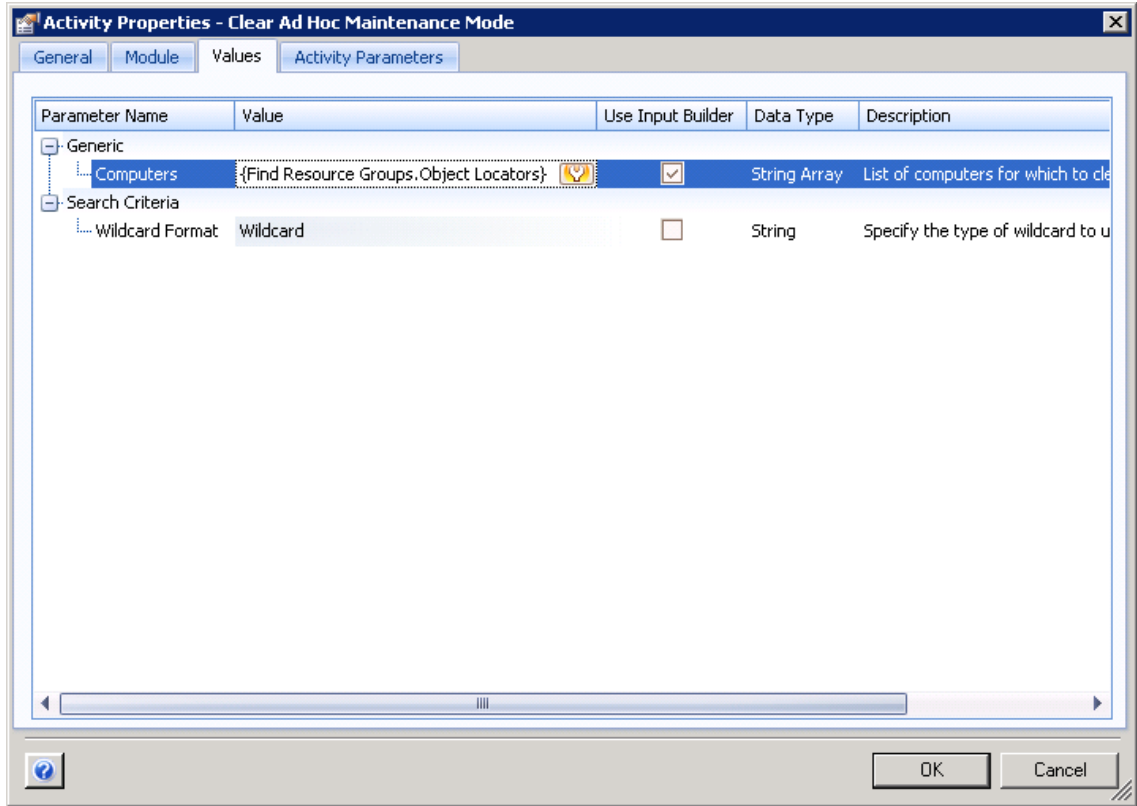 Activity Properties - Clear Ad Hoc Maintenance Mode
General Module Values Activity Parameters
Parameter Name Value Use Input Builder Data Type Description
Generic
Computers {Find Resource Groups.Object Locators} String Array List of computers for which to cle
Search Criteria
Wildcard Format Wildcard String Specify the type of wildcard to u
OK Cancel